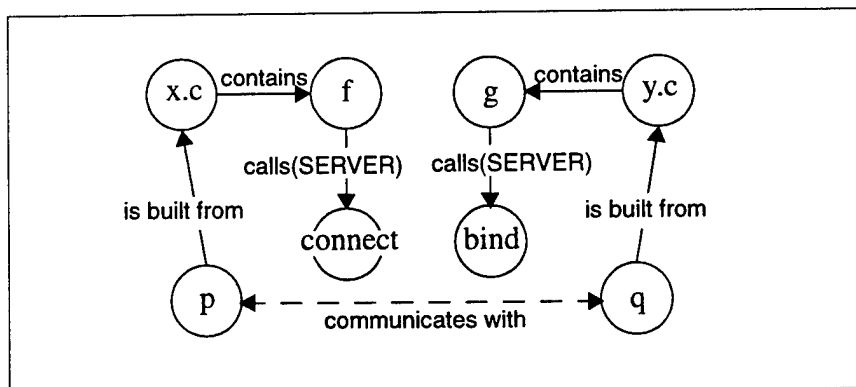 x.c
contains
f
g
contains
y.c
calls(SERVER)
calls(SERVER)
is built from
is built from
connect
bind
p
q
communicates with